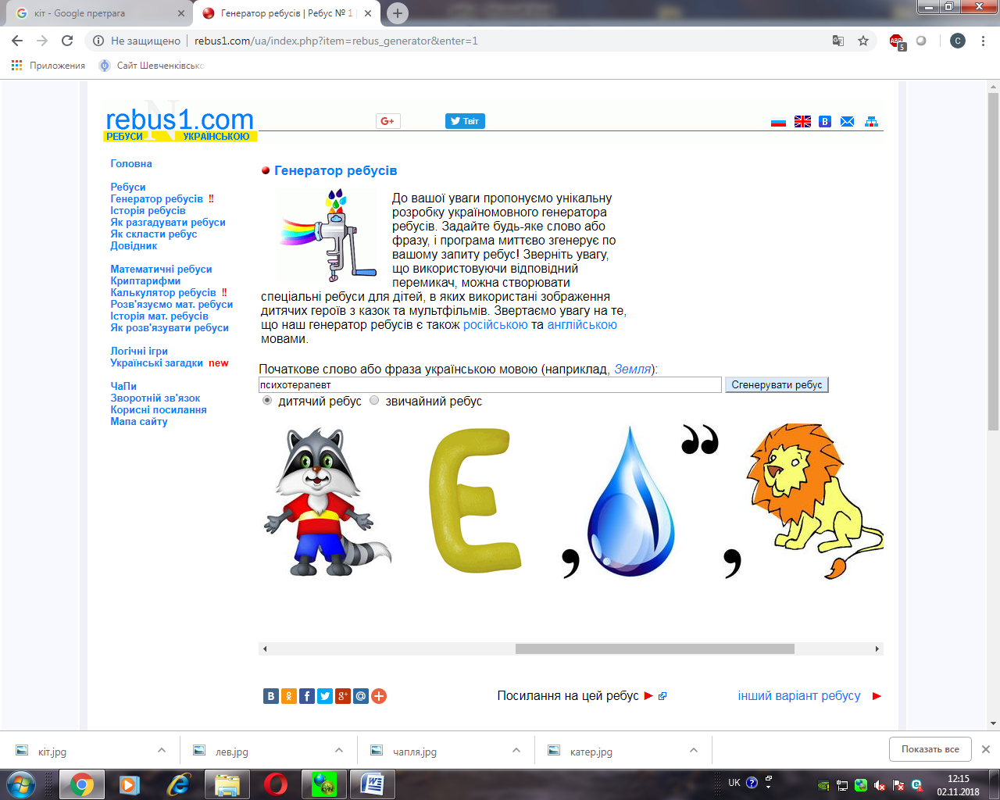 кіт - Google претрага
Генератор ребусів | Ребус № 1 |
Не защищено | rebus1.com/ua/index.php?item=rebus_generator&enter=1
5
C
Приложения
Сайт Шевченківсько
N
rebus1.com
РЕБУСИ УКРАЇНСЬКОЮ
G+
Твіт
B
Головна
Ребуси
Генератор ребусів !!
Історія ребусів
Як разгадувати ребуси
Як скласти ребус
Довідник
Математичні ребуси
Криптарифми
Калькулятор ребусів !!
Розв'язуємо мат. ребуси
Історія мат. ребусів
Як розв'язувати ребуси
Логічні ігри
Українські загадки new
ЧаПи
Зворотній зв'язок
Корисні посилання
Мапа сайту
Генератор ребусів
До вашої уваги пропонуємо унікальну
розробку україномовного генератора
ребусів. Задайте будь-яке слово або
фразу, і програма миттєво згенерує по
вашому запиту ребус! Зверніть увагу,
що використовуючи відповідний
перемикач, можна створювати
спеціальні ребуси для дітей, в яких використані зображення
дитячих героїв з казок та мультфільмів. Звертаємо увагу на те,
що наш генератор ребусів є також російською та англійською
мовами.
Початкове слово або фраза українською мовою (наприклад, Земля):
психотерапевт
Сгенерувати ребус
дитячий ребус звичайний ребус
Е , “ ,
Посилання на цей ребус
інший варіант ребусу
кіт.jpg
лев.jpg
чапля.jpg
катер.jpg
Показать все
UK
12:15
02.11.2018